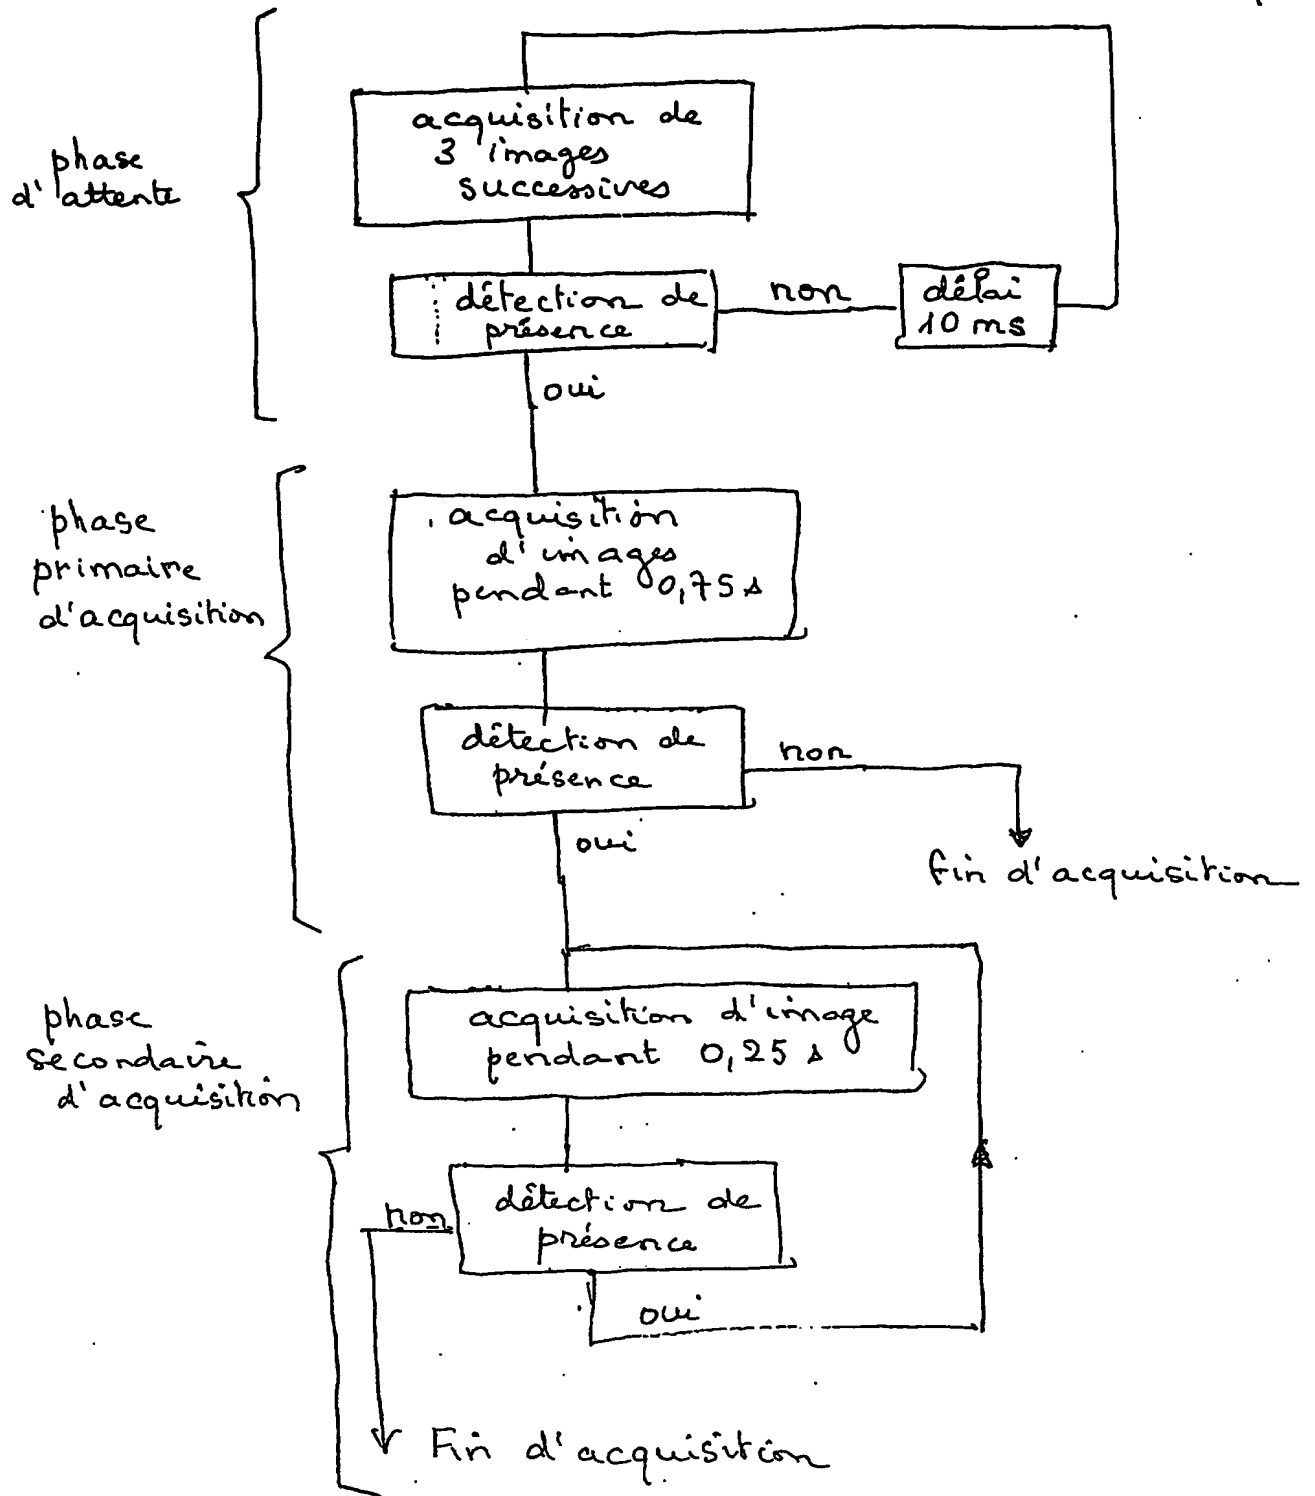 phase
d'attente
acquisition de
3 images
successives
détection de
présence
non
délai
10 ms
oui
phase
primaire
d'acquisition
acquisition
d'images
pendant 0,75 s
détection de
présence
non
oui
fin d'acquisition
phase
secondaire
d'acquisition
acquisition d'image
pendant 0,25 s
détection de
présence
non
oui
Fin d'acquisition